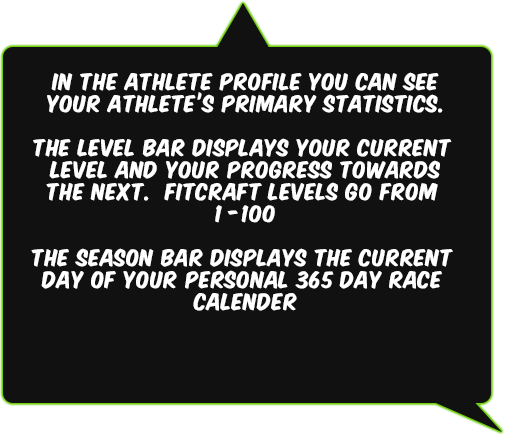 IN THE ATHLETE PROFILE YOU CAN SEE
YOUR ATHLETE'S PRIMARY STATISTICS.
THE LEVEL BAR DISPLAYS YOUR CURRENT
LEVEL AND YOUR PROGRESS TOWARDS
THE NEXT. FITCRAFT LEVELS GO FROM
1 -100
THE SEASON BAR DISPLAYS THE CURRENT
DAY OF YOUR PERSONAL 365 DAY RACE
CALENDER